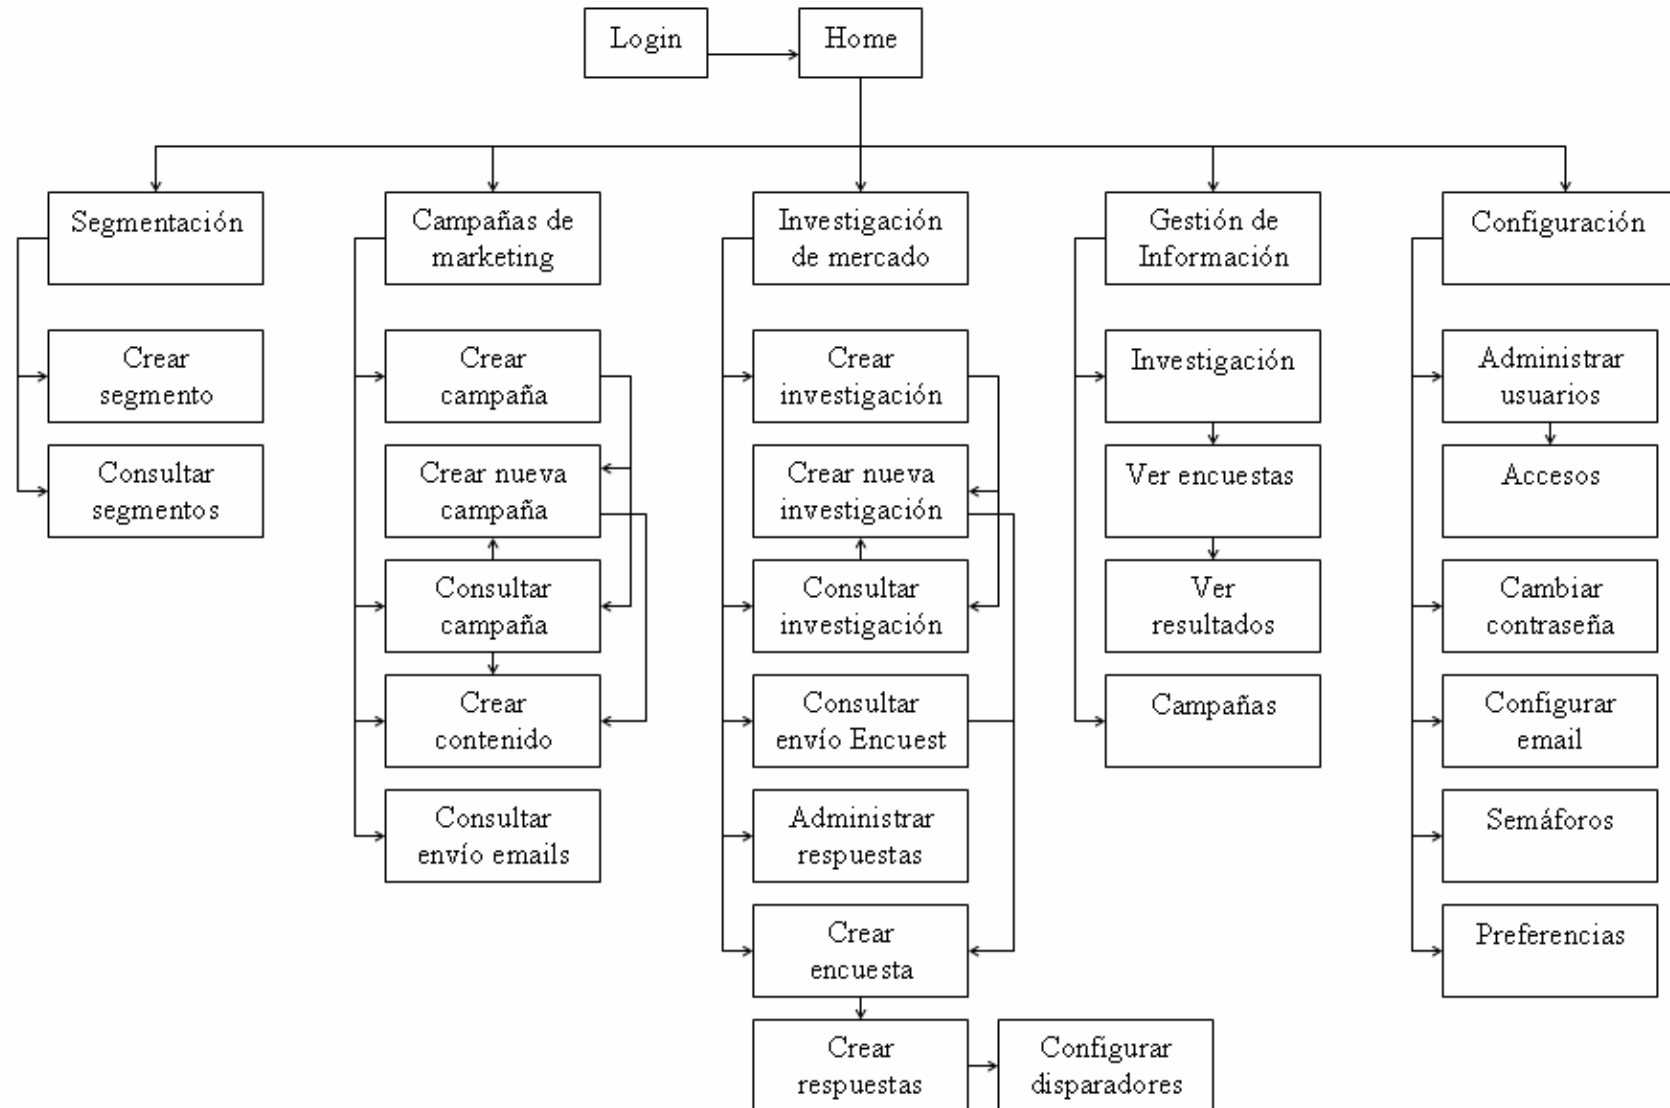 Login
Home
Segmentación
Campañas de
marketing
Investigación
de mercado
Gestión de
Información
Configuración
Crear
segmento
Consultar
segmentos
Crear
campaña
Crear nueva
campaña
Consultar
campaña
Crear
contenido
Consultar
envío emails
Crear
investigación
Crear nueva
investigación
Consultar
investigación
Consultar
envío Encuest
Administrar
respuestas
Crear
encuesta
Crear
respuestas
Configurar
disparadores
Investigación
Ver encuestas
Ver
resultados
Campañas
Administrar
usuarios
Accesos
Cambiar
contraseña
Configurar
email
Semáforos
Preferencias